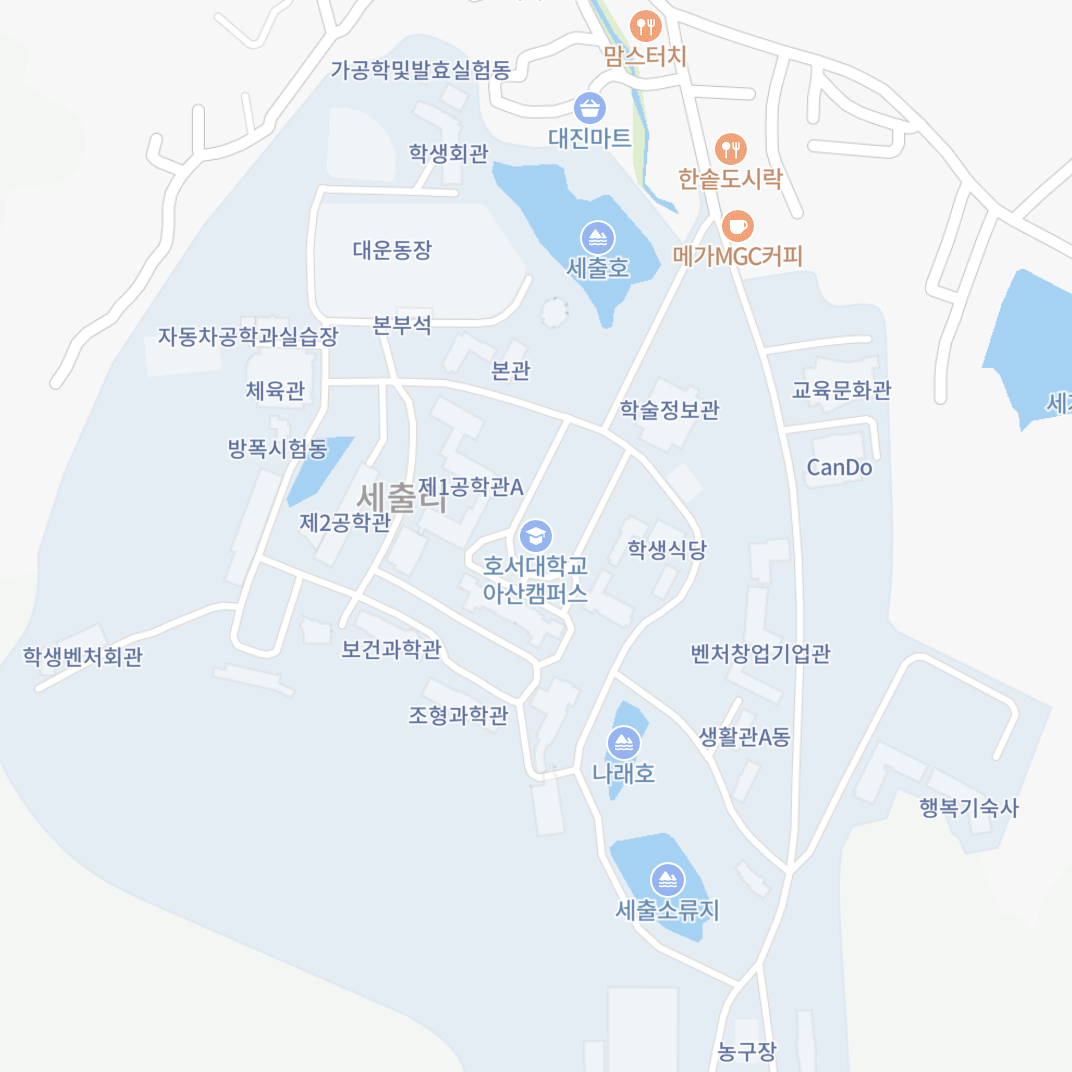 맘스터치
가공학및발효실험동
대진마트
학생회관
한솥도시락
대운동장
메가MGC커피
세출호
본부석
자동차공학과실습장
본관
체육관
교육문화관
학술정보관
방폭시험동
CanDo
제1공학관A
세출리
제2공학관
학생식당
호서대학교
아산캠퍼스
보건과학관
학생벤처회관
벤처창업기업관
조형과학관
생활관A동
나래호
행복기숙사
세출소류지
농구장